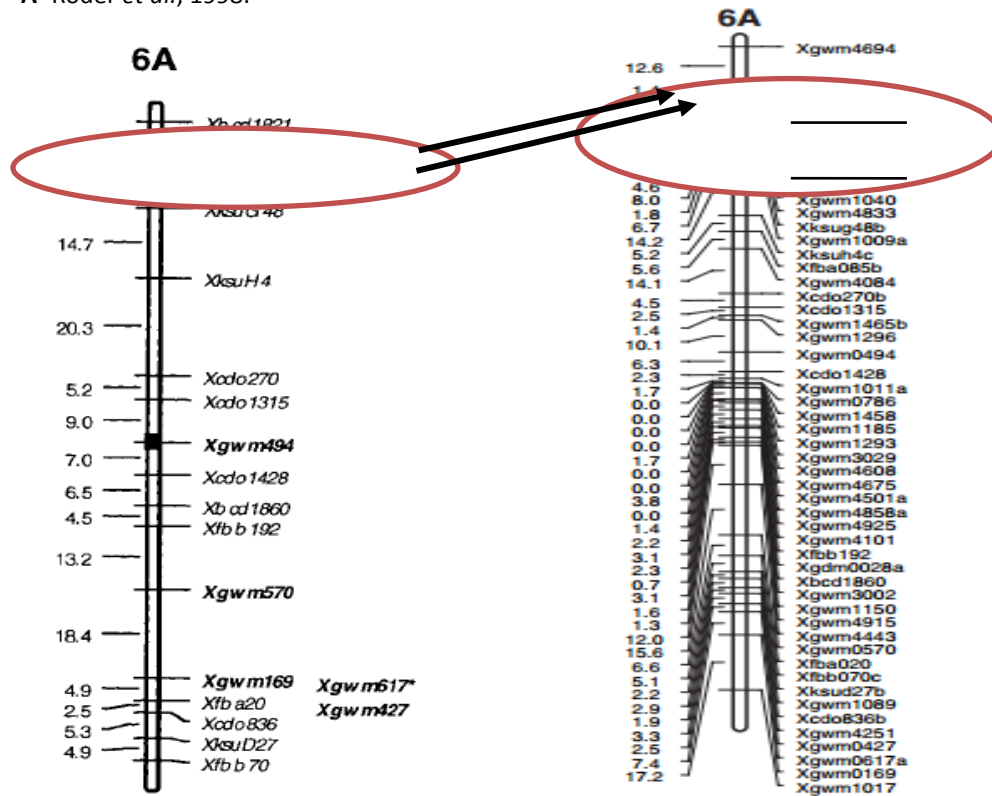 6A
14.7
20.3
5.2
9.0
7.0
6.5
4.5
13.2
18.4
4.9
2.5
5.3
4.9
XksuH4
Xcdo270
Xcdo1315
Xgwm494
Xcdo1428
Xbcd1860
Xfbb192
Xgwm570
Xgwm169 Xgwm617*
Xfba20 Xgwm427
Xcdo836
XksuD27
Xfbb70
6A
12.6
4.6
8.0
1.8
6.7
14.2
5.2
5.6
14.1
4.5
2.5
1.4
10.1
6.3
2.3
1.7
0.0
0.0
0.0
0.0
1.7
0.0
0.0
3.8
0.0
1.4
2.2
3.1
2.3
0.7
3.1
1.6
1.3
12.0
15.6
6.6
5.1
2.2
2.9
1.9
3.3
2.5
7.4
17.2
Xgwm4694
Xgwm1040
Xgwm4833
Xksug48b
Xgwm1009a
Xksuh4c
Xfba085b
Xgwm4084
Xcdo270b
Xcdo1315
Xgwm1465b
Xgwm1296
Xgwm0494
Xcdo1428
Xgwm1011a
Xgwm0786
Xgwm1458
Xgwm1185
Xgwm1293
Xgwm3029
Xgwm4608
Xgwm4675
Xgwm4501a
Xgwm4858a
Xgwm4925
Xgwm4101
Xfbb192
Xgdm0028a
Xbcd1860
Xgwm3002
Xgwm1150
Xgwm4915
Xgwm4443
Xgwm0570
Xfba020
Xfbb070c
Xksud27b
Xgwm1089
Xcdo836b
Xgwm4251
Xgwm0427
Xgwm0617a
Xgwm0169
Xgwm1017